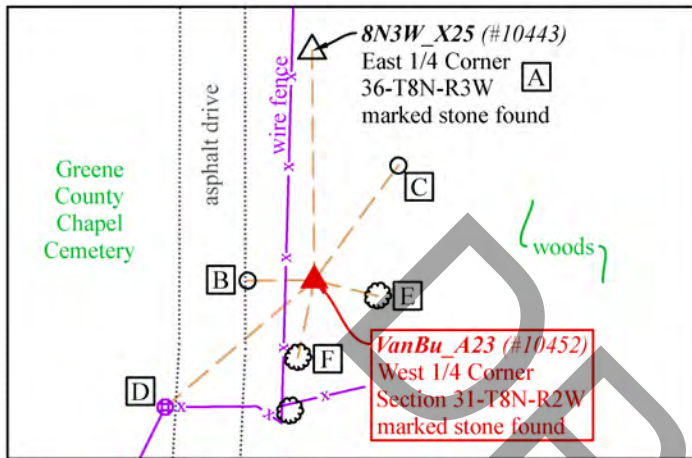 8N3W_X25 (#10443)
East 1/4 Corner
36-T8N-R3W
marked stone found
A
wire fence
asphalt drive
Greene
County
Chapel
Cemetery
C
woods
B
E
VanBu_A23 (#10452)
West 1/4 Corner
Section 31-T8N-R2W
marked stone found
F
D
x
x
x
x
x
x
x